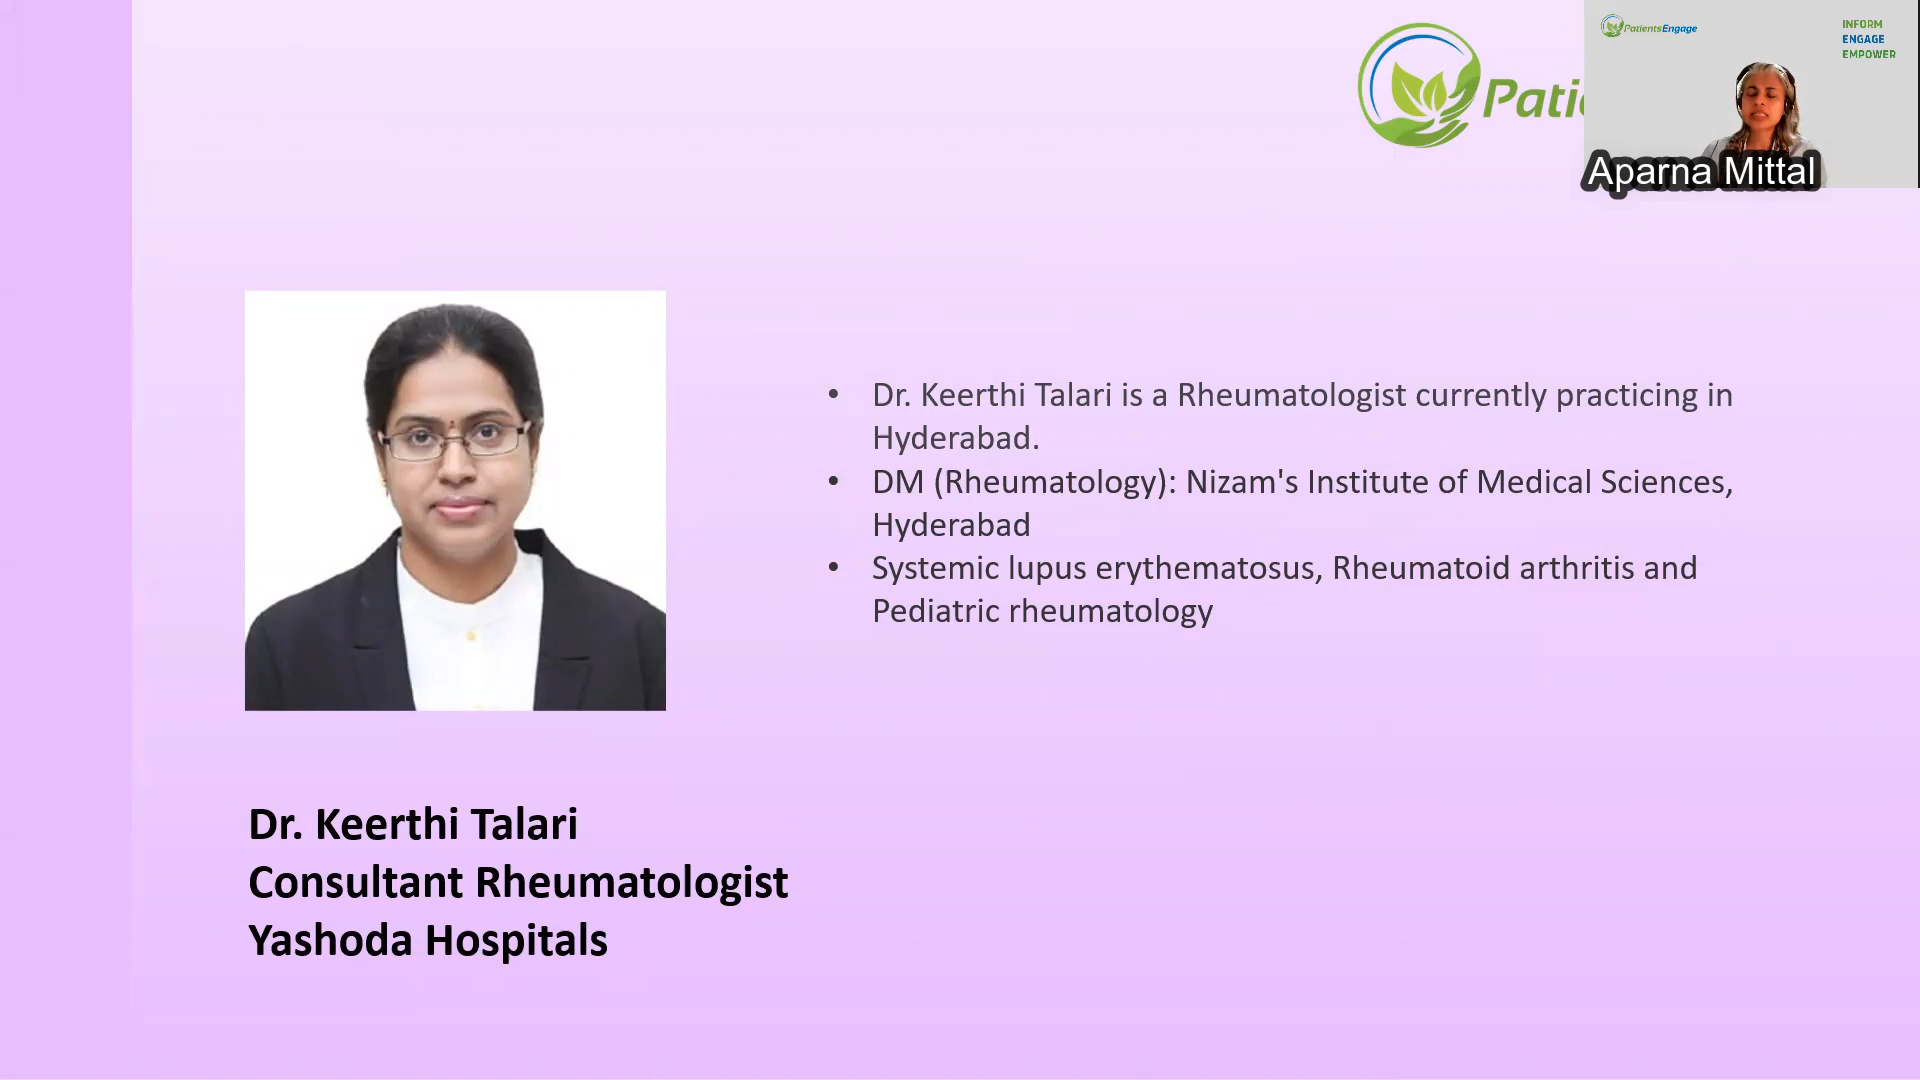 Pati
PatientsEngage
INFORM
ENGAGE
EMPOWER
Aparna Mittal
• Dr. Keerthi Talari is a Rheumatologist currently practicing in
Hyderabad.
• DM (Rheumatology): Nizam's Institute of Medical Sciences,
Hyderabad
• Systemic lupus erythematosus, Rheumatoid arthritis and
Pediatric rheumatology
Dr. Keerthi Talari
Consultant Rheumatologist
Yashoda Hospitals